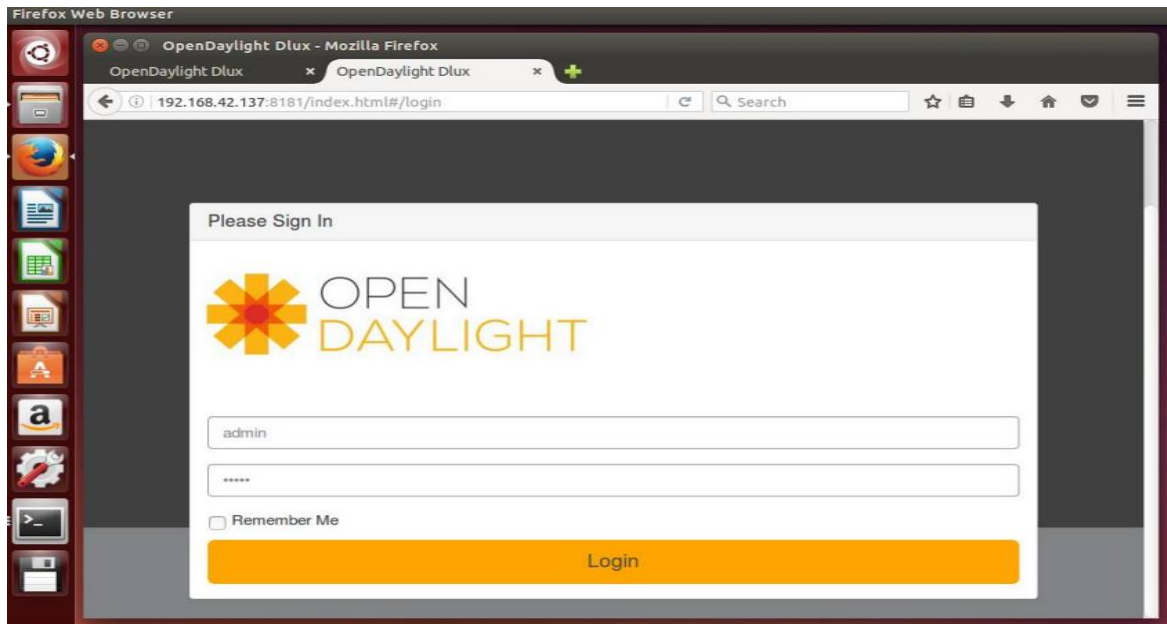 Firefox Web Browser
OpenDaylight Dlux - Mozilla Firefox
OpenDaylight Dlux × OpenDaylight Dlux ×
192.168.42.137:8181/index.html#/login Search
Please Sign In
OPEN
DAYLIGHT
admin
•••••
Remember Me
Login
a
>_